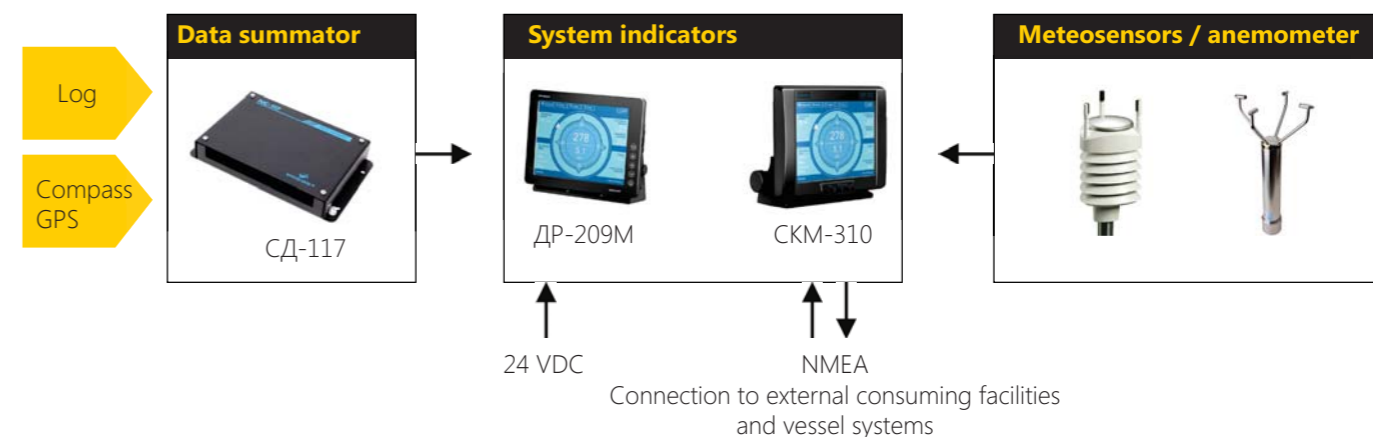 Log
Compass
GPS
Data summator
СД-117
System indicators
ДР-209М
СКМ-310
Meteosensors / anemometer
24 VDC
NMEA
Connection to external consuming facilities
and vessel systems